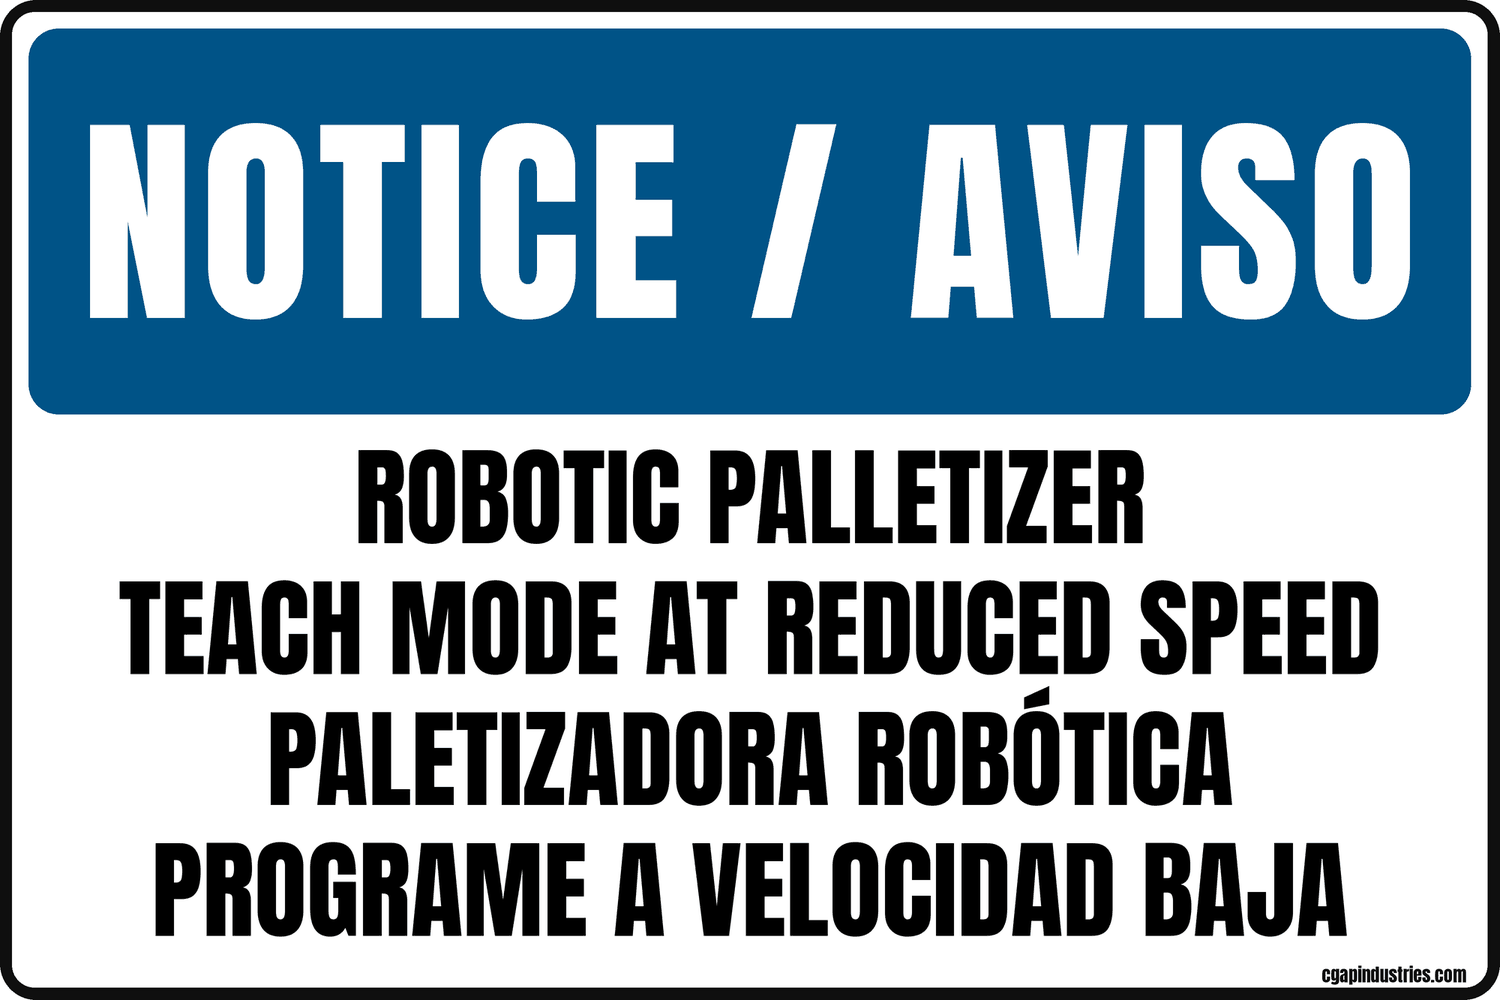 NOTICE / AVISO
ROBOTIC PALLETIZER
TEACH MODE AT REDUCED SPEED
PALETIZADORA ROBÓTICA
PROGRAME A VELOCIDAD BAJA
cgapindustries.com